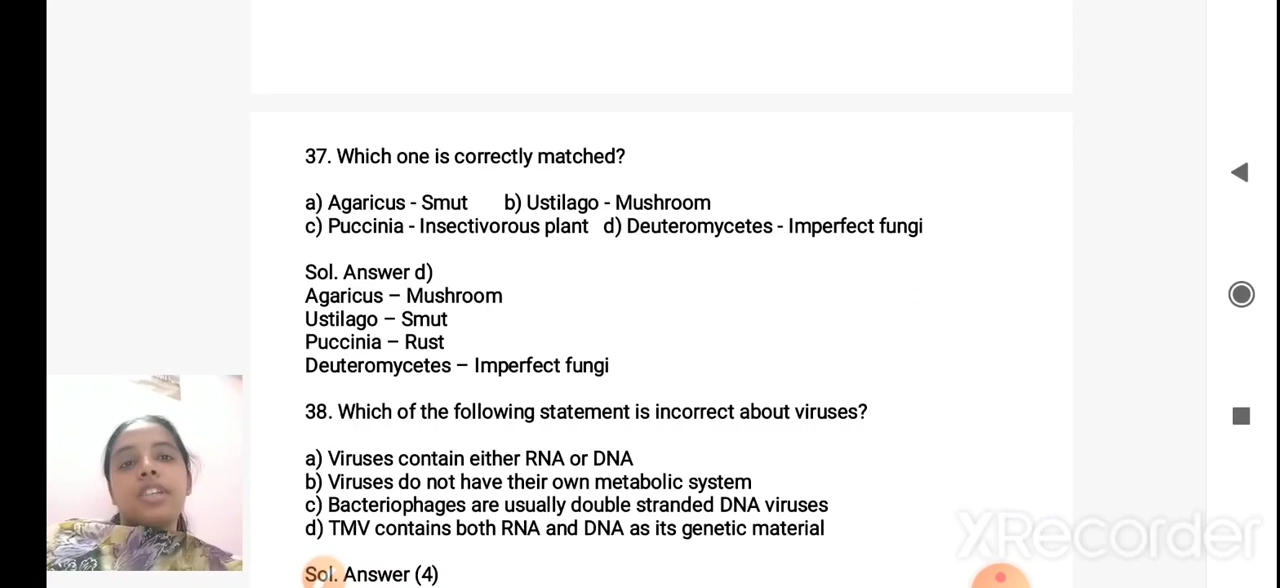 37. Which one is correctly matched?
a) Agaricus - Smut b) Ustilago - Mushroom
c) Puccinia - Insectivorous plant d) Deuteromycetes - Imperfect fungi
Sol. Answer d)
Agaricus – Mushroom
Ustilago – Smut
Puccinia – Rust
Deuteromycetes – Imperfect fungi
38. Which of the following statement is incorrect about viruses?
a) Viruses contain either RNA or DNA
b) Viruses do not have their own metabolic system
c) Bacteriophages are usually double stranded DNA viruses
d) TMV contains both RNA and DNA as its genetic material
Sol. Answer (4)
XRecorder